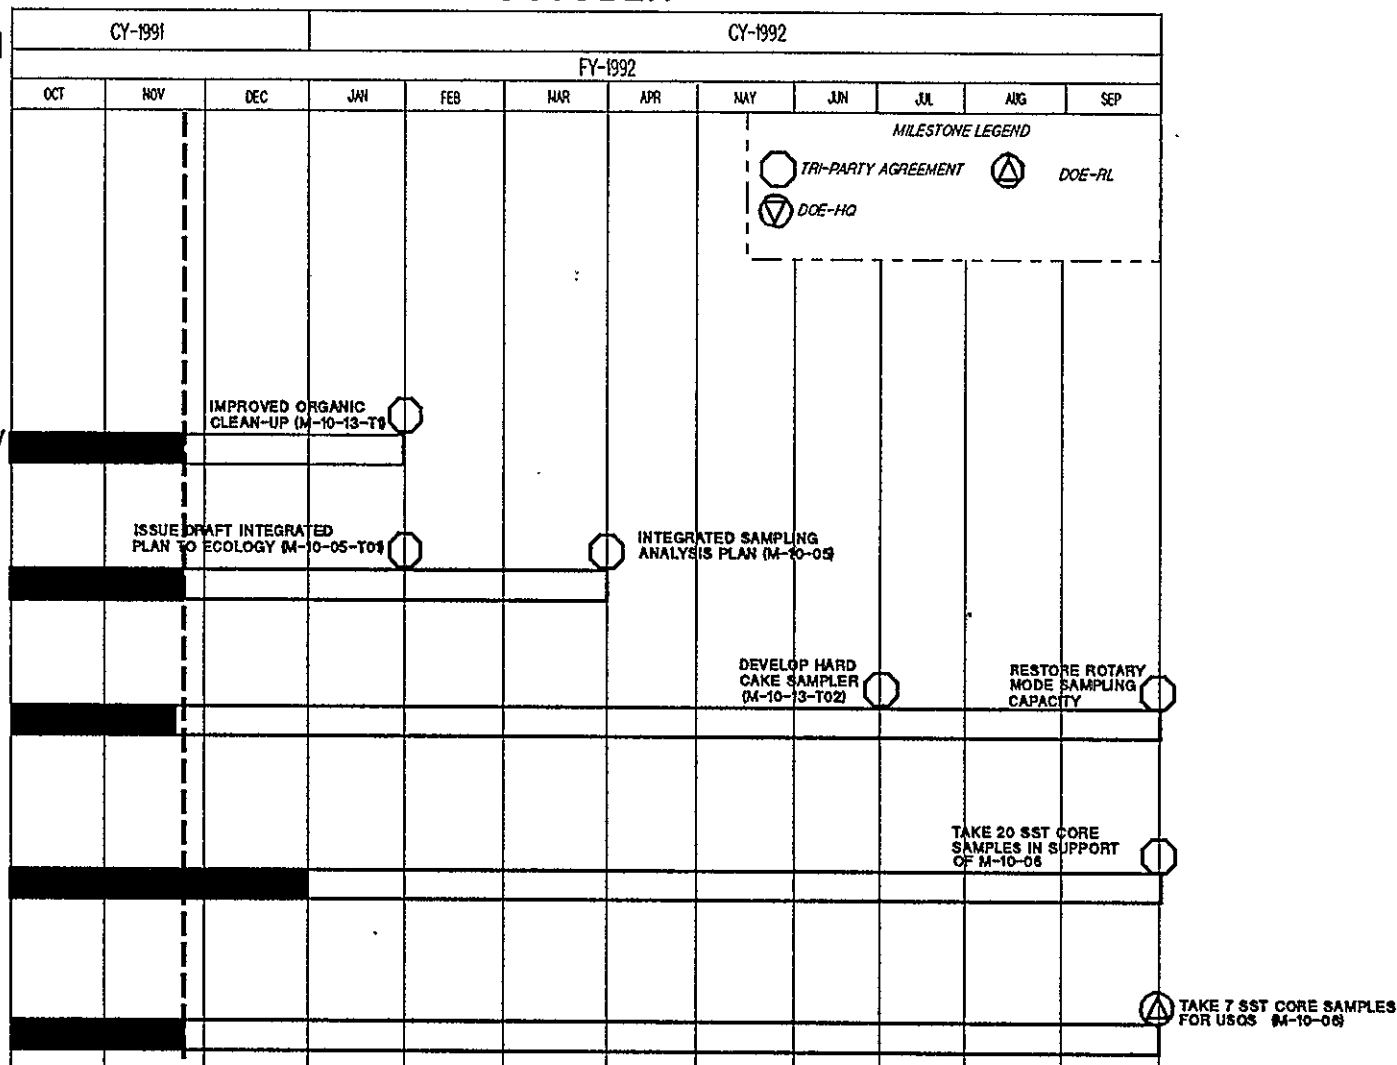 CY-1991 CY-1992
FY-1992
OCT NOV DEC JAN FEB MAR APR MAY JUN JUL AUG SEP
MILESTONE LEGEND
TRI-PARTY AGREEMENT DOE-RL
DOE-HQ
IMPROVED ORGANIC
CLEAN-UP (M-10-13-T1)
ISSUE DRAFT INTEGRATED
PLAN TO ECOLOGY (M-10-05-T01)
INTEGRATED SAMPLING
ANALYSIS PLAN (M-10-05)
DEVELOP HARD
CAKE SAMPLER
(M-10-13-T02)
RESTORE ROTARY
MODE SAMPLING
CAPACITY
TAKE 20 SST CORE
SAMPLES IN SUPPORT
OF M-10-06
TAKE 7 SST CORE SAMPLES
FOR USQS (M-10-06)